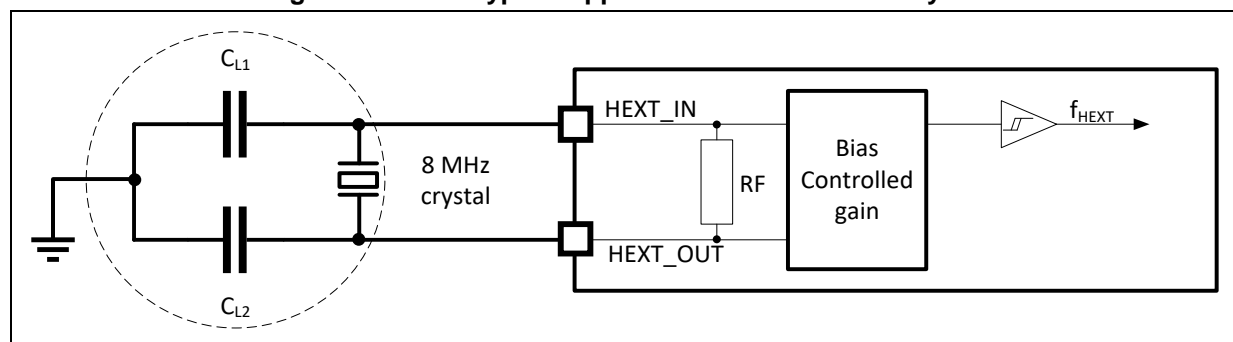 C_L1
HEXT_IN
f_HEXT
8 MHz
crystal
RF
Bias
Controlled
gain
HEXT_OUT
C_L2